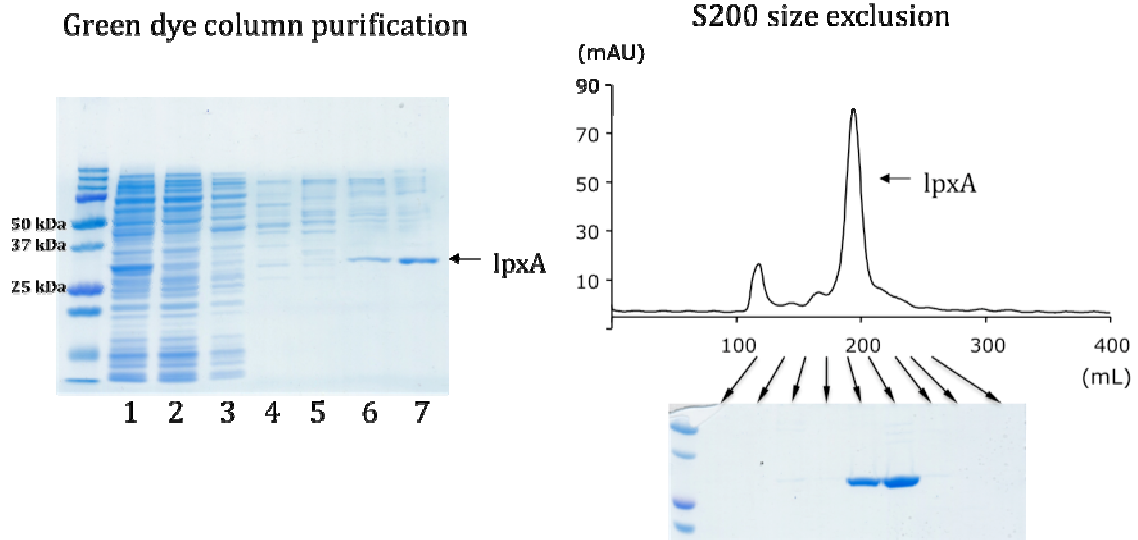 Green dye column purification
50 kDa
37 kDa
25 kDa
lpxA
1 2 3 4 5 6 7
S200 size exclusion
(mAU)
90
70
50
30
10
lpxA
100 200 300 400
(mL)